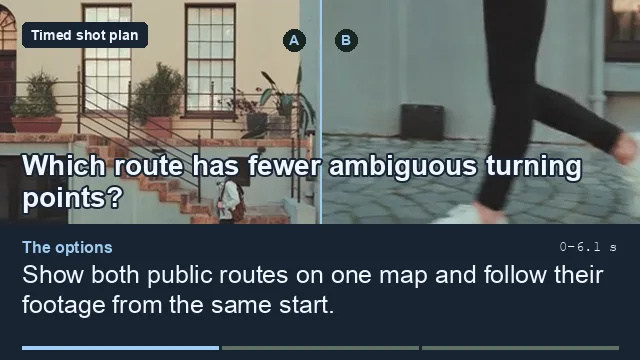 Timed shot plan
A
B
Which route has fewer ambiguous turning
points?
The options
0–6.1 s
Show both public routes on one map and follow their
footage from the same start.